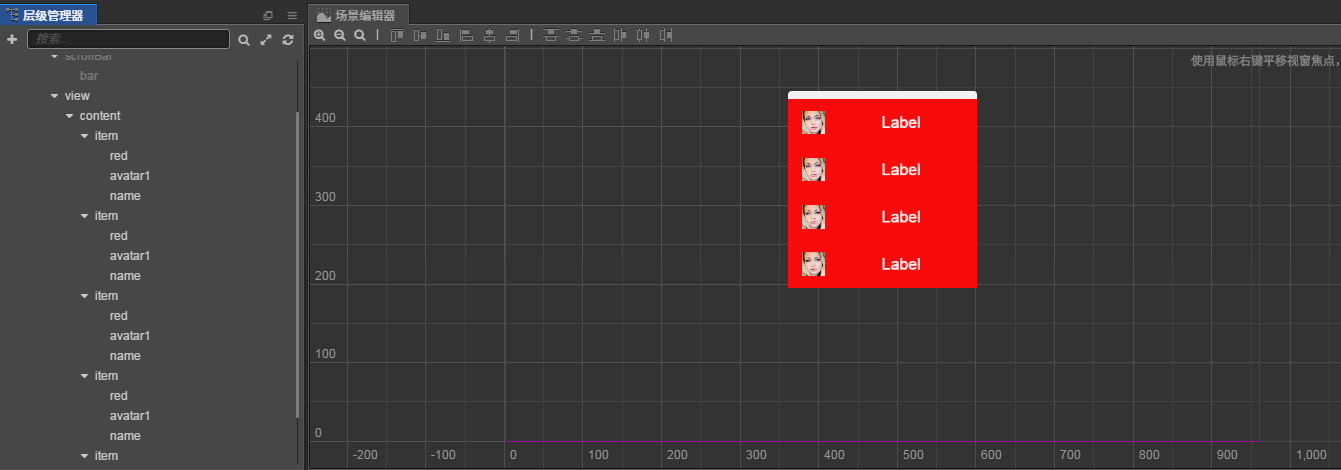 层级管理器
搜索...
scrollBar
bar
view
content
item
red
avatar1
name
item
red
avatar1
name
item
red
avatar1
name
item
red
avatar1
name
item
场景编辑器
使用鼠标右键平移视窗焦点，
Label
Label
Label
Label
400
300
200
100
0
-200 -100 0 100 200 300 400 500 600 700 800 900 1,000